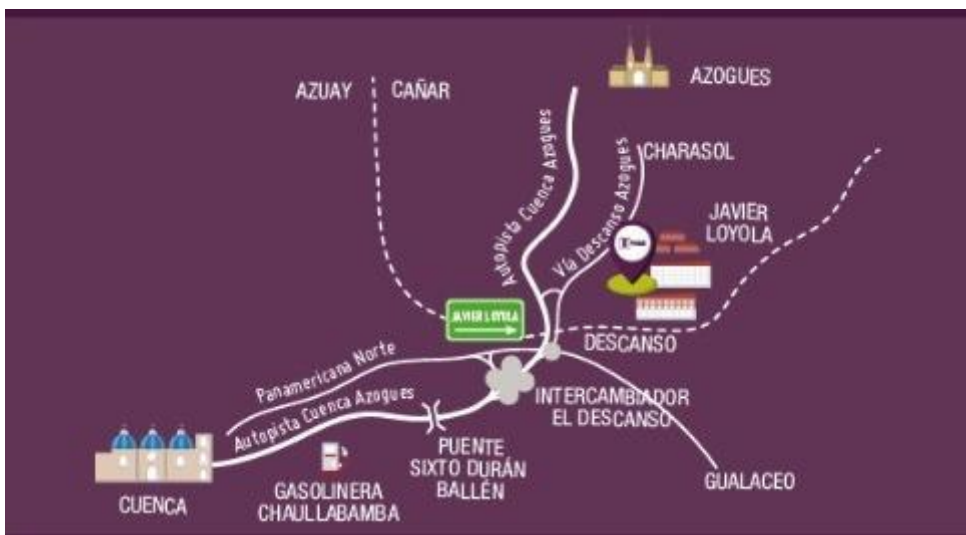 AZOGUES
AZUAY
CAÑAR
Autopista Cuenca Azogues
CHARASOL
Vía Descanso Azogues
JAVIER
LOYOLA
JAVIER LOYOLA
DESCANSO
Panamericana Norte
Autopista Cuenca Azogues
INTERCAMBIADOR
EL DESCANSO
PUENTE
SIXTO DURÁN
BALLÉN
GUALACEO
GASOLINERA
CHAULLABAMBA
CUENCA